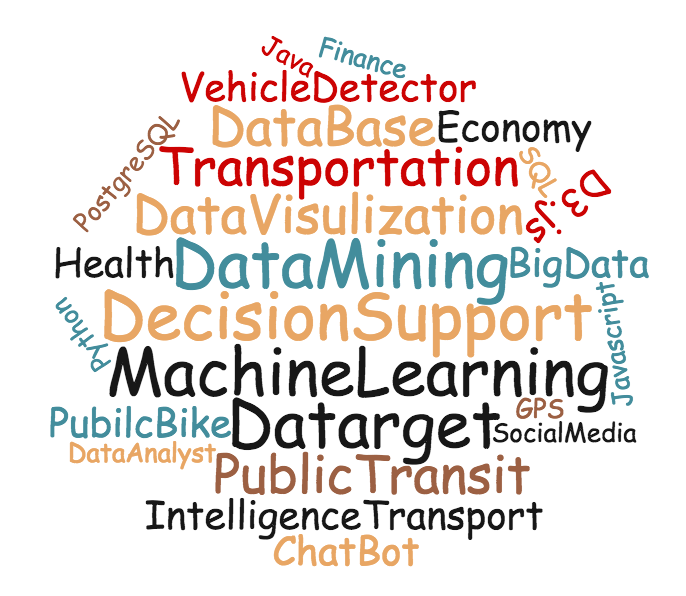 Java
Finance
VehicleDetector
DataBase
Economy
PostgreSQL
Transportation
SQL
D3.js
DataVisulization
Health
DataMining
BigData
Python
DecisionSupport
Javascript
MachineLearning
PubilcBike
Datarget
GPS
SocialMedia
DataAnalyst
PublicTransit
IntelligenceTransport
ChatBot